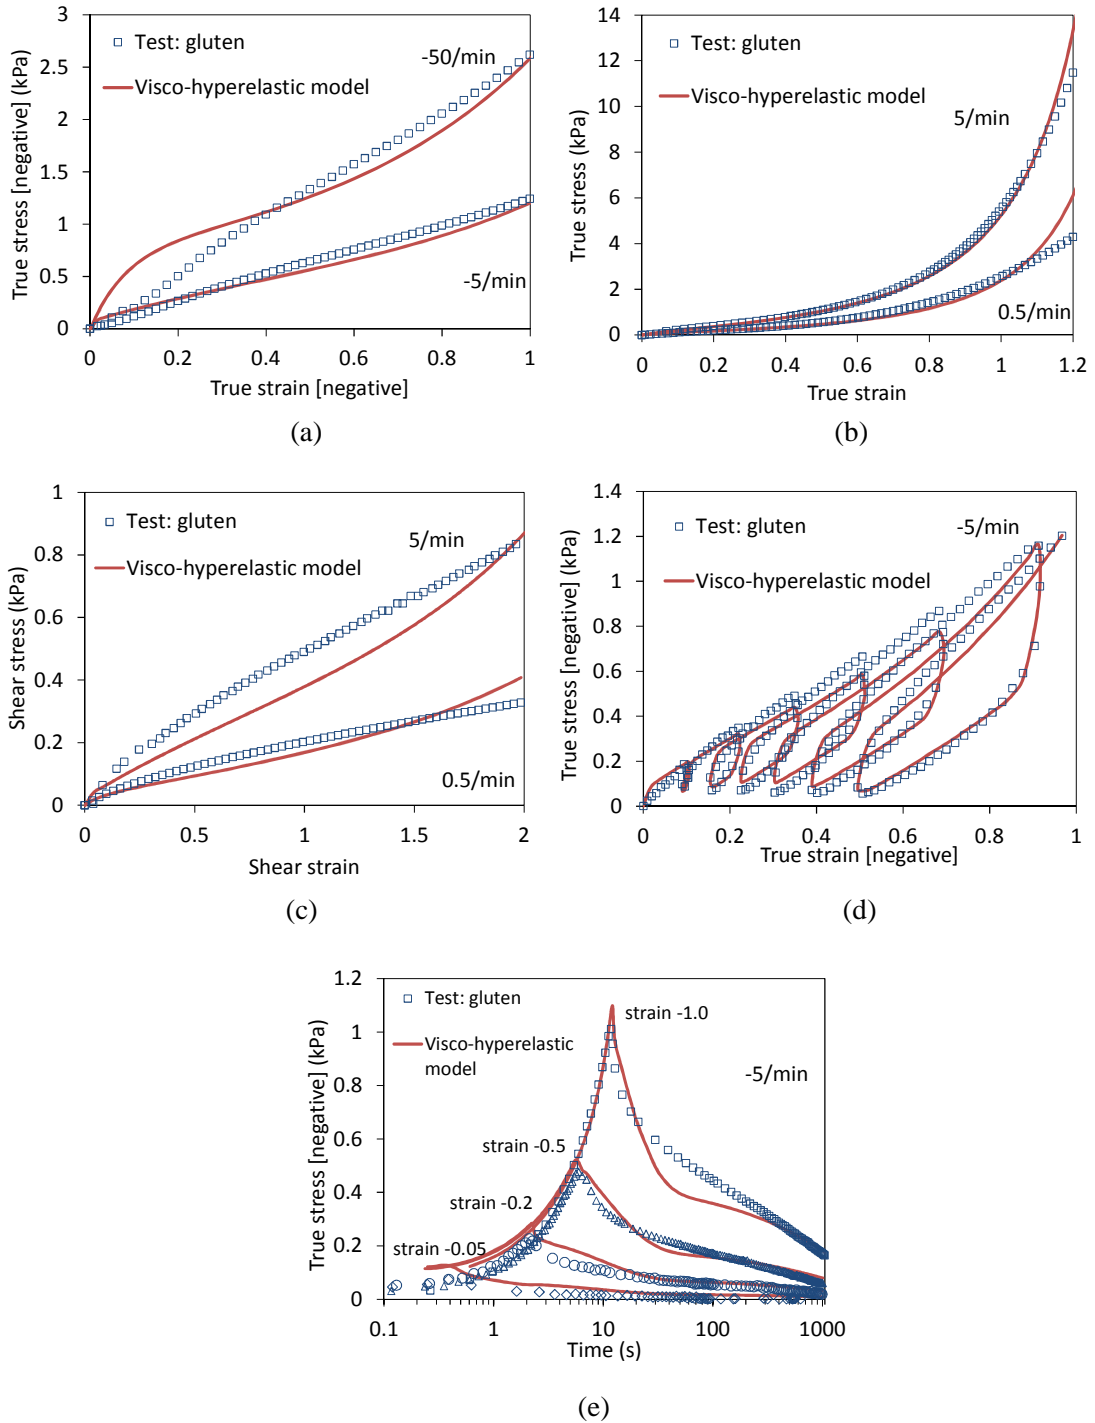 3
2.5
2
1.5
1
0.5
0
True stress [negative] (kPa)
Test: gluten
Visco-hyperelastic model
-50/min
-5/min
0 0.2 0.4 0.6 0.8 1
True strain [negative]
(a)
14
12
10
8
6
4
2
0
True stress (kPa)
Test: gluten
Visco-hyperelastic model
5/min
0.5/min
0 0.2 0.4 0.6 0.8 1 1.2
True strain
(b)
1
0.8
0.6
0.4
0.2
0
Shear stress (kPa)
Test: gluten
5/min
Visco-hyperelastic model
0.5/min
0 0.5 1 1.5 2
Shear strain
(c)
1.4
1.2
1
0.8
0.6
0.4
0.2
0
True stress [negative] (kPa)
Test: gluten
-5/min
Visco-hyperelastic model
0 0.2 0.4 0.6 0.8 1
True strain [negative]
(d)
1.2
1
0.8
0.6
0.4
0.2
0
True stress [negative] (kPa)
Test: gluten
strain -1.0
Visco-hyperelastic
model
-5/min
strain -0.5
strain -0.2
strain -0.05
0.1 1 10 100 1000
Time (s)
(e)